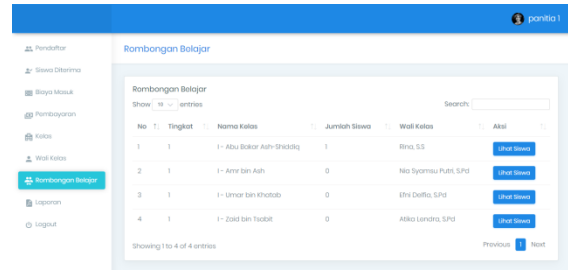 panitia 1
Pendaftar
Rombongan Belajar
Siswa Diterima
Biaya Masuk
Pembayaran
Kelas
Wali Kelas
Rombongan Belajar
Laporan
Logout
Rombongan Belajar
Show 10 entries Search:
No Tingkat Nama Kelas Jumlah Siswa Wali Kelas Aksi
1 1 I - Abu Bakar Ash-Shiddiq 1 Rina, S.S Lihat Siswa
2 1 I - Amr bin Ash 0 Nia Syamsu Putri, S.Pd Lihat Siswa
3 1 I - Umar bin Khatab 0 Efni Delfia, S.Pd Lihat Siswa
4 1 I - Zaid bin Tsabit 0 Atika Lendra, S.Pd Lihat Siswa
Showing 1 to 4 of 4 entries Previous 1 Next